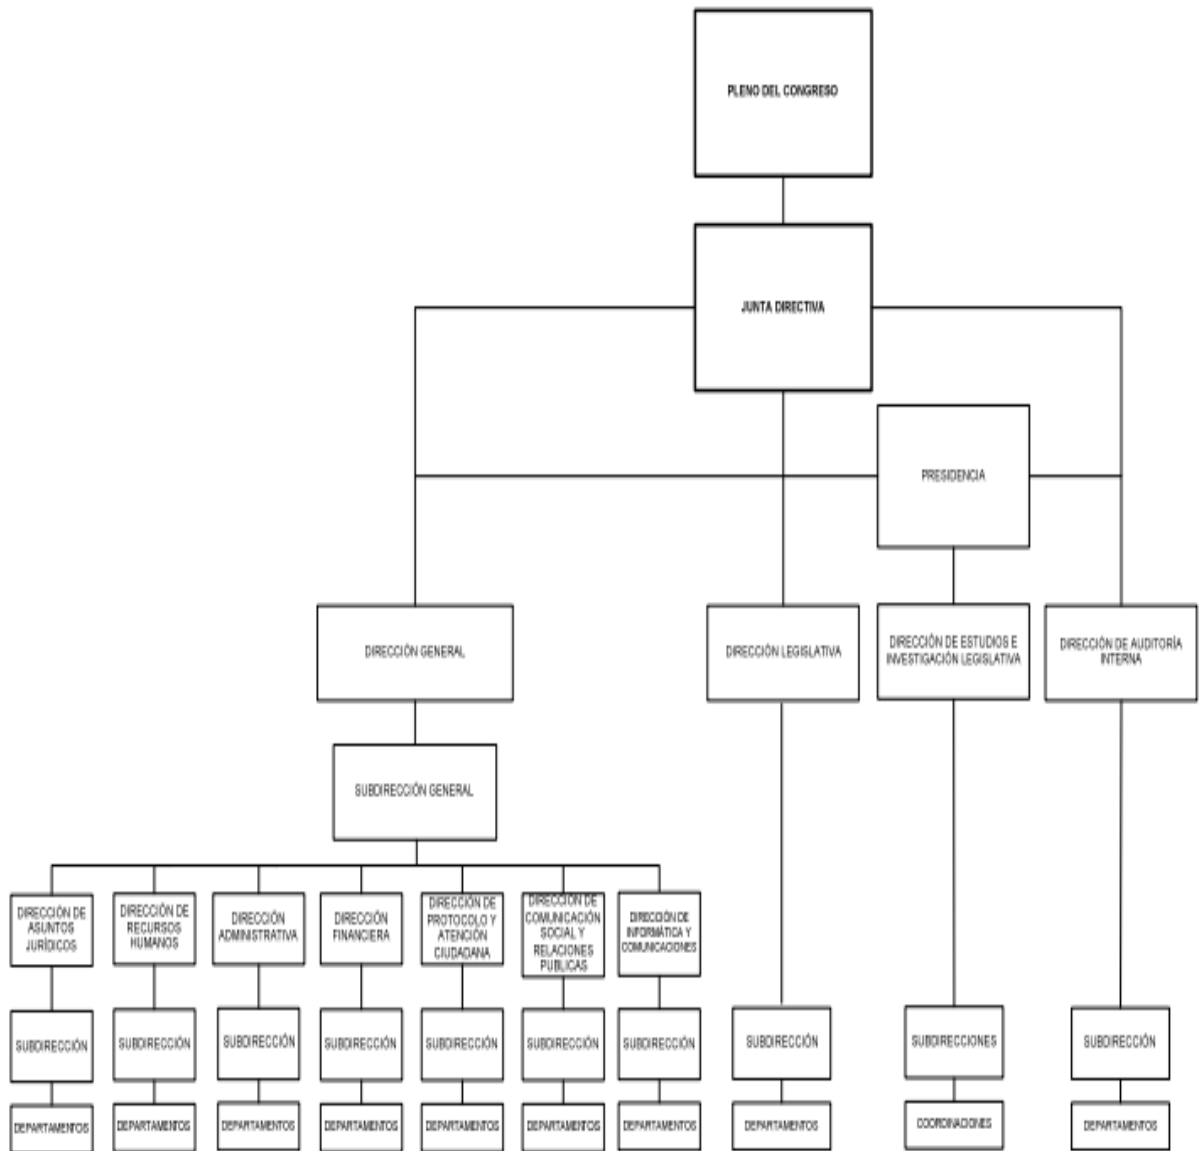 PLENO DEL CONGRESO
JUNTA DIRECTIVA
PRESIDENCIA
DIRECCIÓN GENERAL
DIRECCIÓN LEGISLATIVA
DIRECCIÓN DE ESTUDIOS E
INVESTIGACIÓN LEGISLATIVA
DIRECCIÓN DE AUDITORÍA
INTERNA
SUBDIRECCIÓN GENERAL
DIRECCIÓN DE
ASUNTOS
JURÍDICOS
DIRECCIÓN DE
RECURSOS
HUMANOS
DIRECCIÓN
ADMINISTRATIVA
DIRECCIÓN
FINANCIERA
DIRECCIÓN DE
PROTOCOLO Y
ATENCIÓN
CIUDADANA
DIRECCIÓN DE
COMUNICACIÓN
SOCIAL Y
RELACIONES
PUBLICAS
DIRECCIÓN DE
INFORMÁTICA Y
COMUNICACIONES
SUBDIRECCIÓN
SUBDIRECCIÓN
SUBDIRECCIÓN
SUBDIRECCIÓN
SUBDIRECCIÓN
SUBDIRECCIÓN
SUBDIRECCIÓN
SUBDIRECCIÓN
SUBDIRECCIONES
SUBDIRECCIÓN
DEPARTAMENTOS
DEPARTAMENTOS
DEPARTAMENTOS
DEPARTAMENTOS
DEPARTAMENTOS
DEPARTAMENTOS
DEPARTAMENTOS
DEPARTAMENTOS
COORDINACIONES
DEPARTAMENTOS